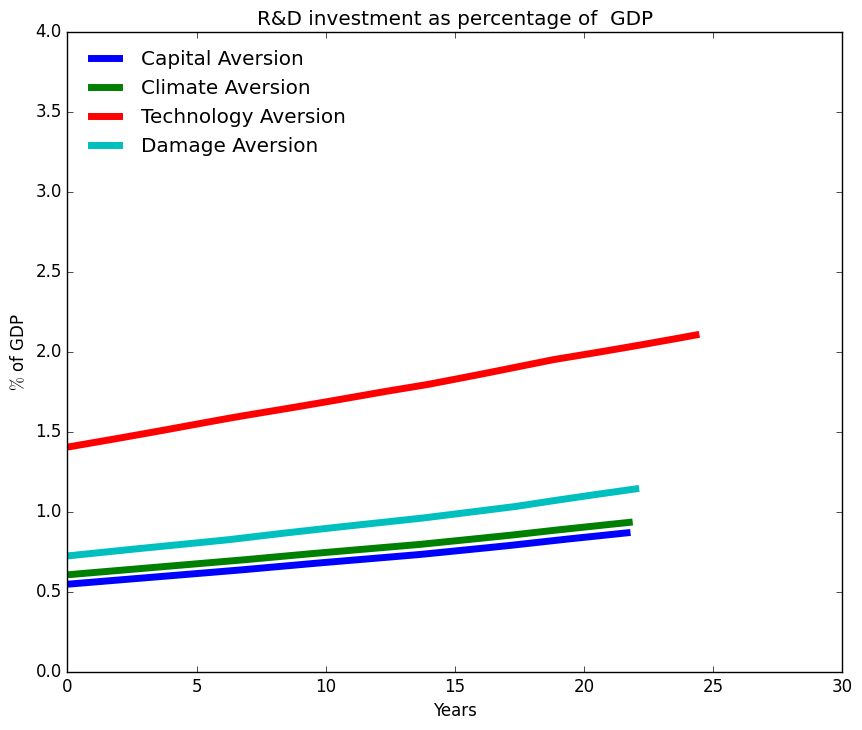 R&D investment as percentage of  GDP
4.0
3.5
3.0
2.5
2.0
1.5
1.0
0.5
0.0
% of GDP
Capital Aversion
Climate Aversion
Technology Aversion
Damage Aversion
0 5 10 15 20 25 30
Years